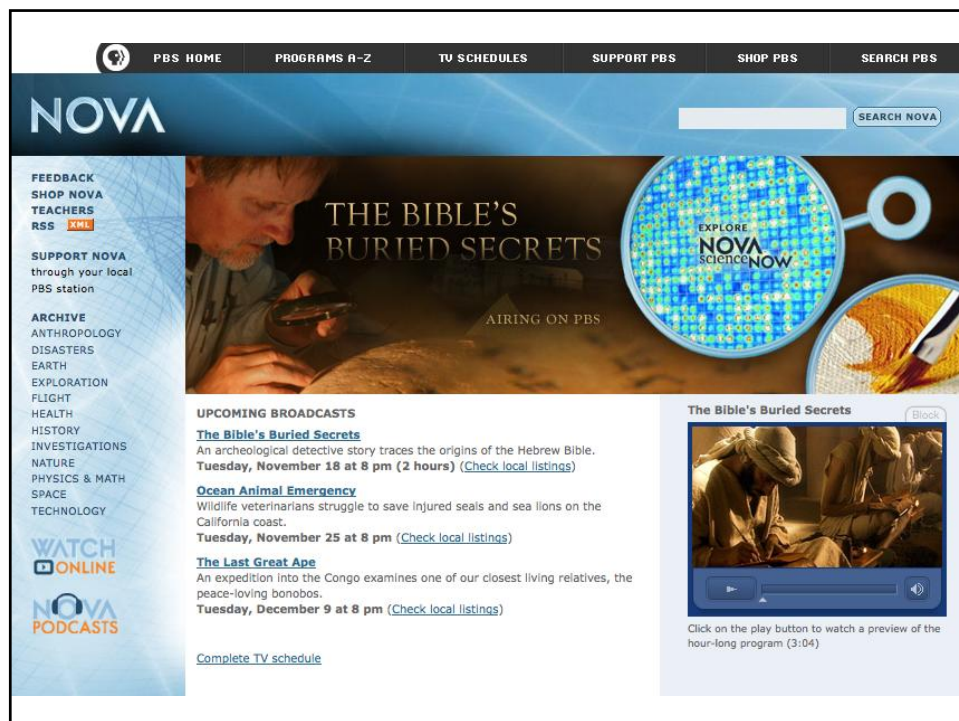 PBS HOME
PROGRAMS A-Z
TV SCHEDULES
SUPPORT PBS
SHOP PBS
SEARCH PBS
NOVA
SEARCH NOVA
FEEDBACK
SHOP NOVA
TEACHERS
RSS XML
SUPPORT NOVA
through your local
PBS station
ARCHIVE
ANTHROPOLOGY
DISASTERS
EARTH
EXPLORATION
FLIGHT
HEALTH
HISTORY
INVESTIGATIONS
NATURE
PHYSICS & MATH
SPACE
TECHNOLOGY
WATCH
ONLINE
NOVA
PODCASTS
THE BIBLE'S
BURIED SECRETS
AIRING ON PBS
EXPLORE
NOVA
scienceNOW
UPCOMING BROADCASTS
The Bible's Buried Secrets
An archeological detective story traces the origins of the Hebrew Bible.
Tuesday, November 18 at 8 pm (2 hours) (Check local listings)
Ocean Animal Emergency
Wildlife veterinarians struggle to save injured seals and sea lions on the
California coast.
Tuesday, November 25 at 8 pm (Check local listings)
The Last Great Ape
An expedition into the Congo examines one of our closest living relatives, the
peace-loving bonobos.
Tuesday, December 9 at 8 pm (Check local listings)
Complete TV schedule
The Bible's Buried Secrets
Block
Click on the play button to watch a preview of the
hour-long program (3:04)